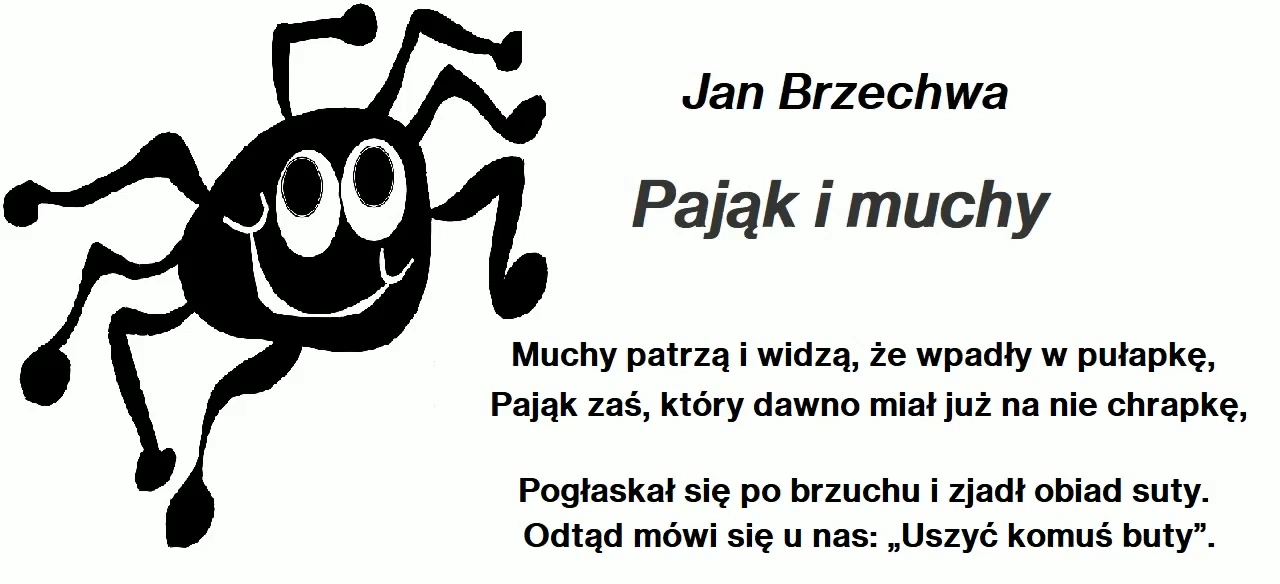 Jan Brzechwa
Pająk i muchy
Muchy patrzą i widzą, że wpadły w pułapkę,
Pająk zaś, który dawno miał już na nie chrapkę,
Pogłaskał się po brzuchu i zjadł obiad suty.
Odtąd mówi się u nas: „Uszyć komuś buty”.